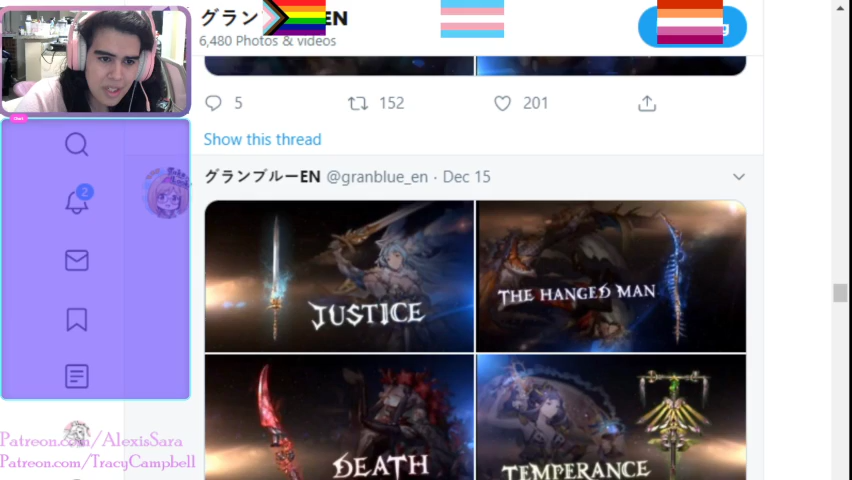 グラン EN
6,480 Photos & videos
5
152
201
Show this thread
グランブルーEN @granblue_en · Dec 15
2
JUSTICE
THE HANGED MAN
DEATH
TEMPERANCE
Patreon.com/AlexisSara
Patreon.com/TracyCampbell